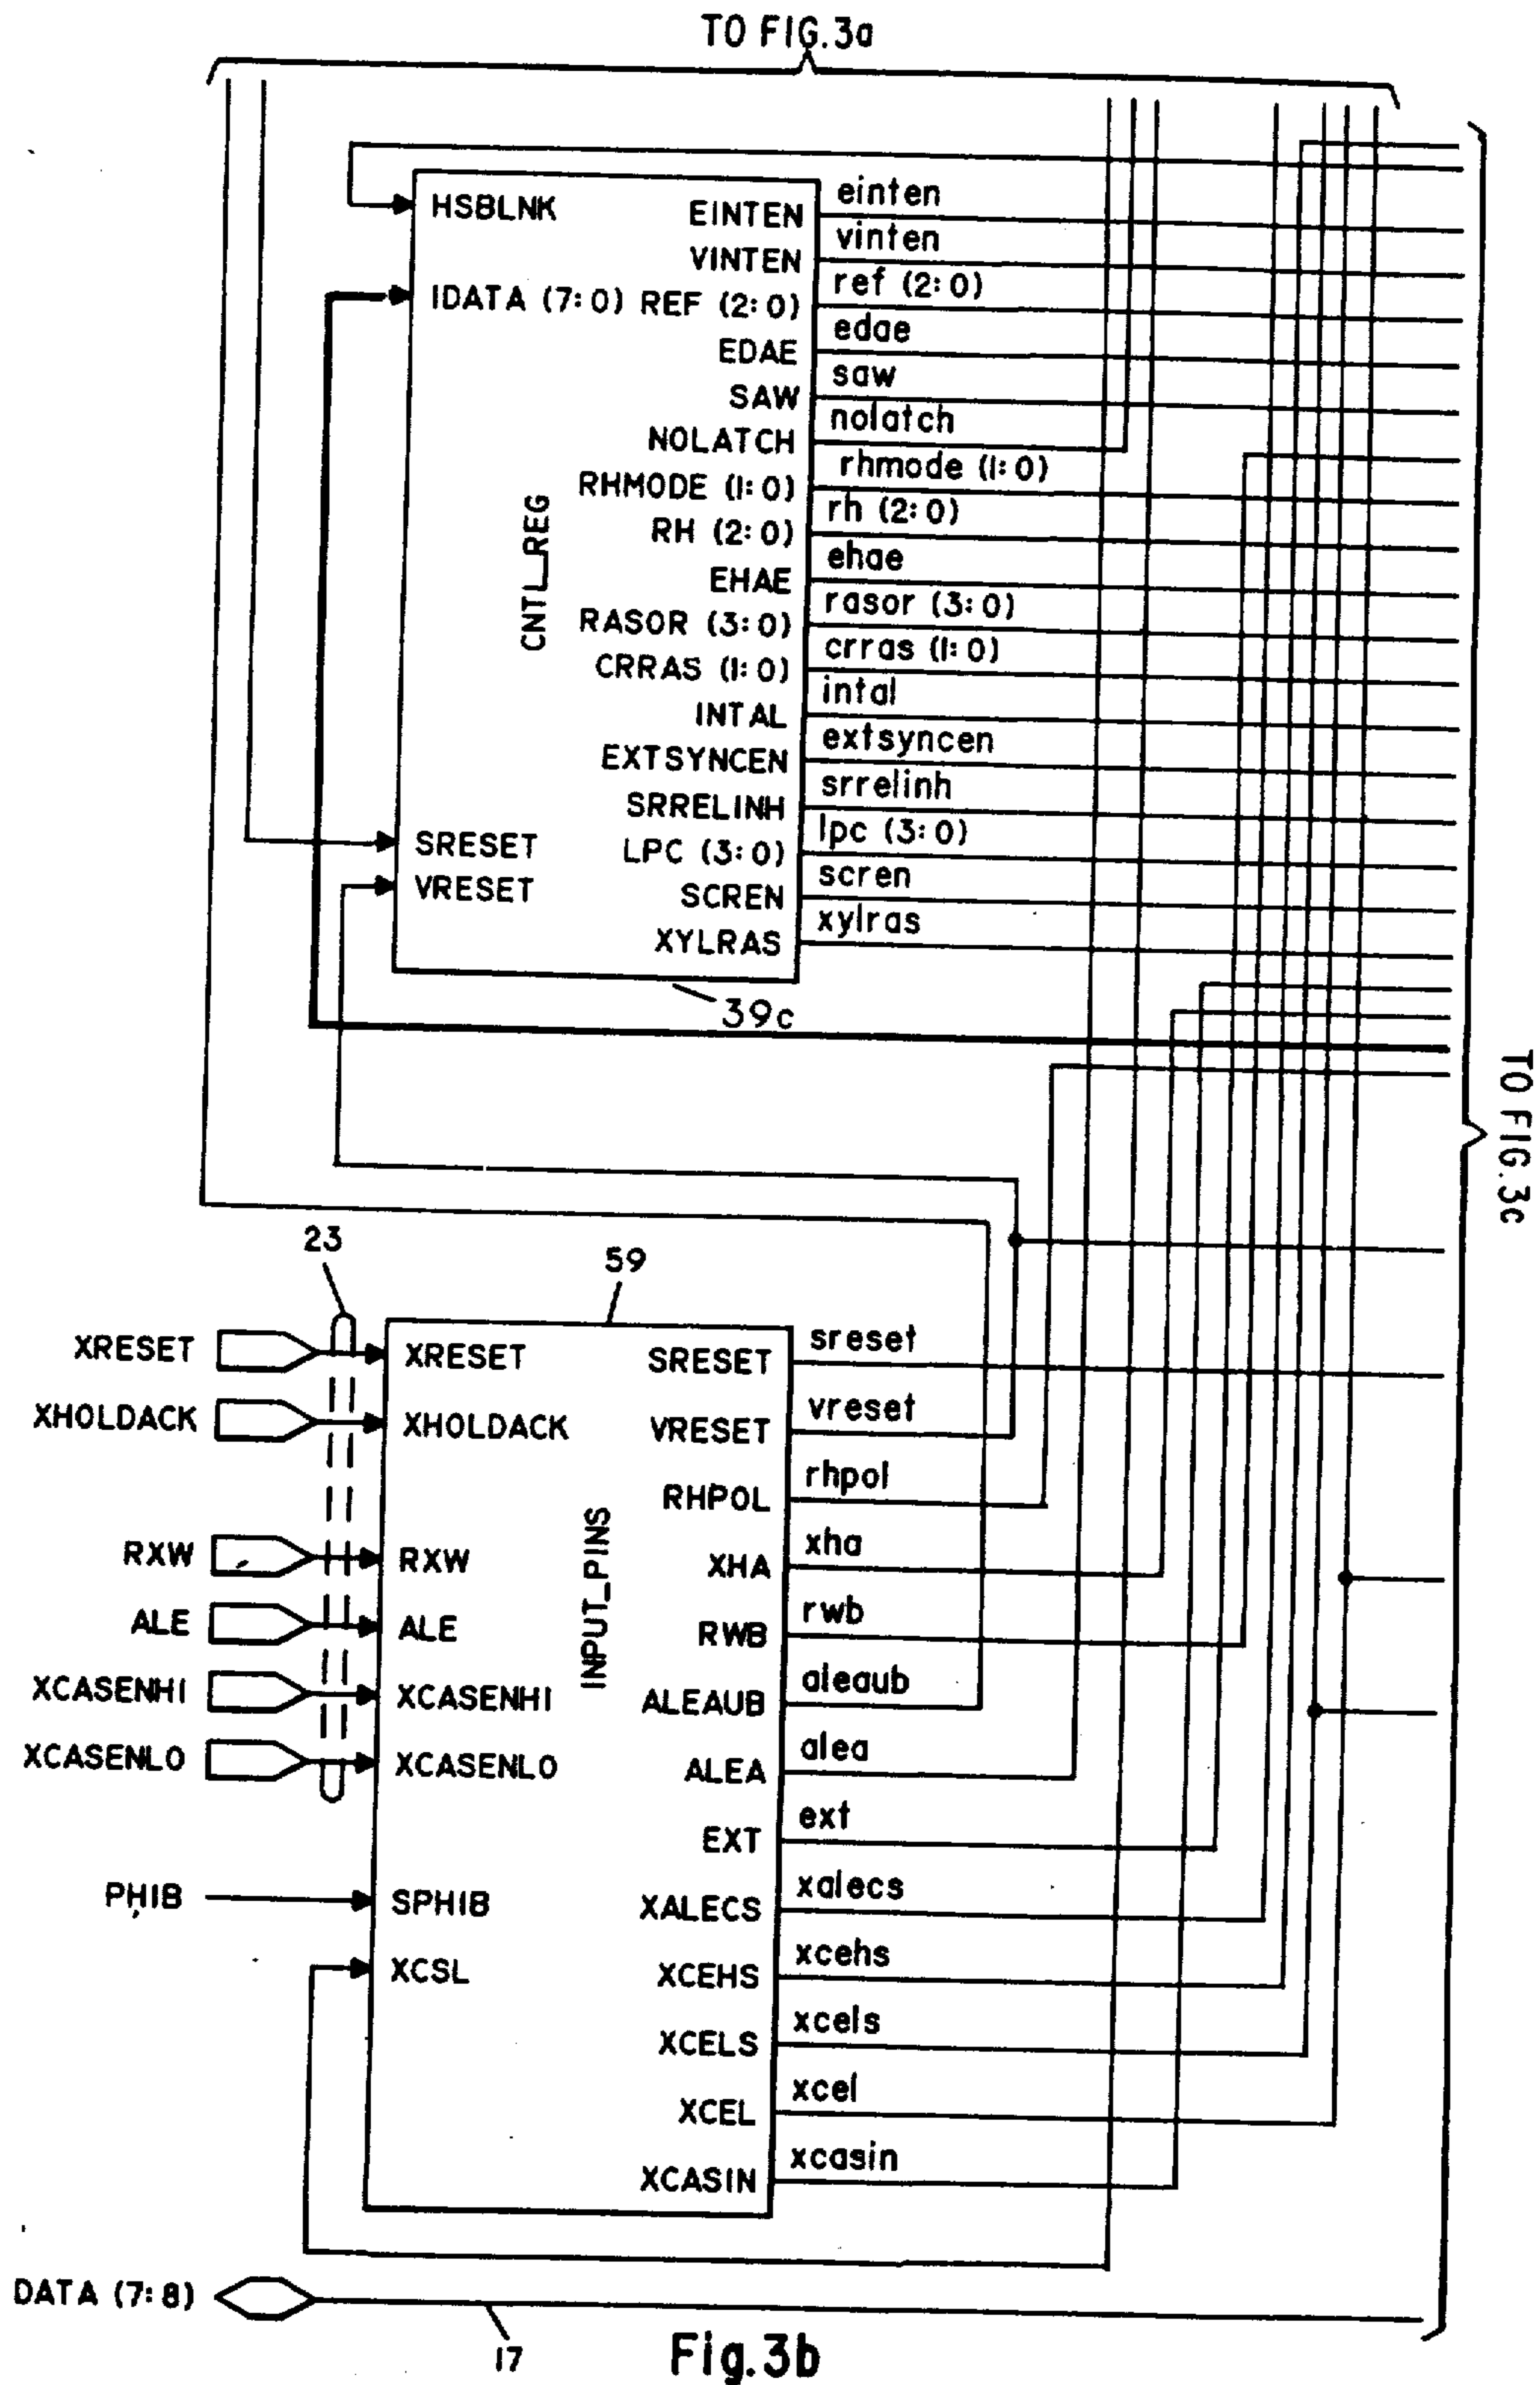 TO FIG.3a
HSBLNK
EINTEN
einten
VINTEN
vinten
IDATA (7:0)
REF (2:0)
ref (2:0)
EDAE
edae
SAW
saw
NOLATCH
nolatch
RHMODE (1:0)
rhmode (1:0)
RH (2:0)
rh (2:0)
CNTL_REG
EHAE
ehae
RASOR (3:0)
rasor (3:0)
CRRAS (1:0)
crras (1:0)
INTAL
intal
EXTSYNCEN
extsyncen
SRRELINH
srrelinh
SRESET
LPC (3:0)
lpc (3:0)
VRESET
SCREN
scren
XYLRAS
xylras
39c
TO FIG.3c
23
59
XRESET
XRESET
SRESET
sreset
XHOLDACK
XHOLDACK
VRESET
vreset
RHPOL
rhpol
INPUT_PINS
RXW
RXW
XHA
xha
ALE
ALE
RWB
rwb
XCASENHI
XCASENHI
ALEAUB
aleaub
XCASENLO
XCASENLO
ALEA
alea
EXT
ext
PHIB
SPHIB
XALECS
xalecs
XCSL
XCEHS
xcehs
XCELS
xcels
XCEL
xcel
XCASIN
xcasin
DATA (7:8)
17
Fig.3b